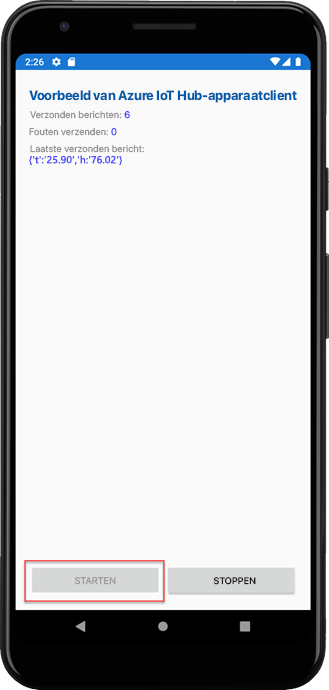 2:26
Voorbeeld van Azure IoT Hub-apparaatclient
Verzonden berichten: 6
Fouten verzenden: 0
Laatste verzonden bericht:
{'t':'25.90','h:'76.02'}
STARTEN STOPPEN